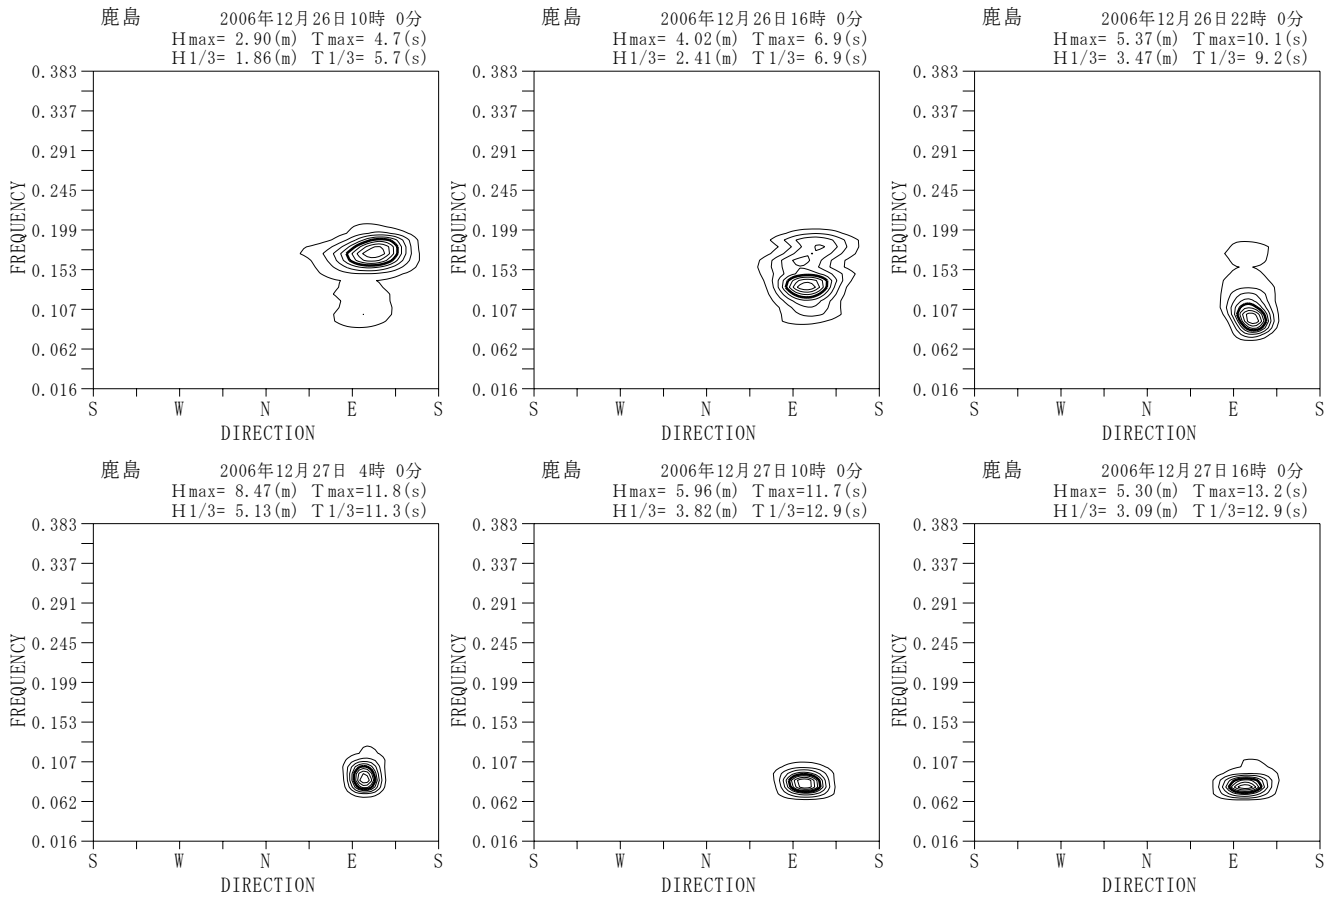 鹿島 2006年12月26日10時 0分
Hmax= 2.90(m) Tmax= 4.7(s)
H1/3= 1.86(m) T1/3= 5.7(s)
0.383
0.337
0.291
0.245
0.199
0.153
0.107
0.062
0.016
FREQUENCY
S W N E S
DIRECTION
鹿島 2006年12月26日16時 0分
Hmax= 4.02(m) Tmax= 6.9(s)
H1/3= 2.41(m) T1/3= 6.9(s)
0.383
0.337
0.291
0.245
0.199
0.153
0.107
0.062
0.016
FREQUENCY
S W N E S
DIRECTION
鹿島 2006年12月26日22時 0分
Hmax= 5.37(m) Tmax=10.1(s)
H1/3= 3.47(m) T1/3= 9.2(s)
0.383
0.337
0.291
0.245
0.199
0.153
0.107
0.062
0.016
FREQUENCY
S W N E S
DIRECTION
鹿島 2006年12月27日 4時 0分
Hmax= 8.47(m) Tmax=11.8(s)
H1/3= 5.13(m) T1/3=11.3(s)
0.383
0.337
0.291
0.245
0.199
0.153
0.107
0.062
0.016
FREQUENCY
S W N E S
DIRECTION
鹿島 2006年12月27日10時 0分
Hmax= 5.96(m) Tmax=11.7(s)
H1/3= 3.82(m) T1/3=12.9(s)
0.383
0.337
0.291
0.245
0.199
0.153
0.107
0.062
0.016
FREQUENCY
S W N E S
DIRECTION
鹿島 2006年12月27日16時 0分
Hmax= 5.30(m) Tmax=13.2(s)
H1/3= 3.09(m) T1/3=12.9(s)
0.383
0.337
0.291
0.245
0.199
0.153
0.107
0.062
0.016
FREQUENCY
S W N E S
DIRECTION